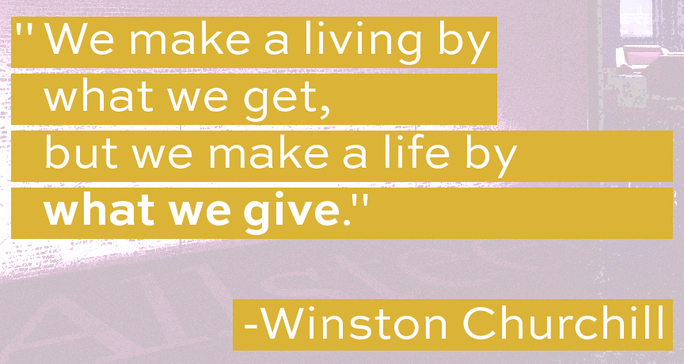 "We make a living by
what we get,
but we make a life by
what we give."
-Winston Churchill